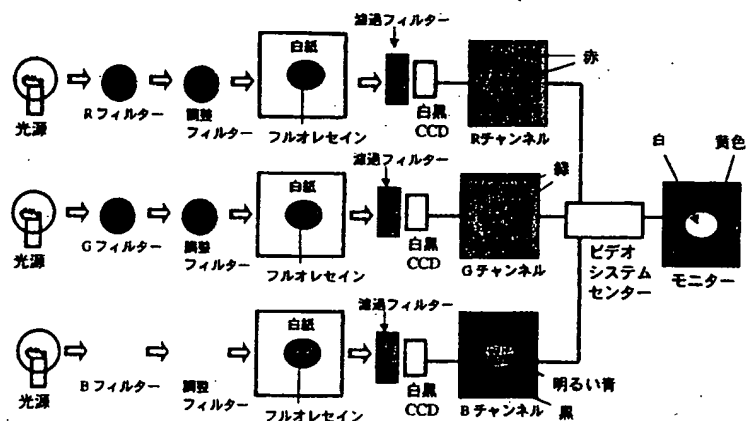 濾過フィルター
白紙
赤
光源
Rフィルター
調整
フィルター
フルオレセイン
白黒
CCD
Rチャンネル
濾過フィルター
白紙
緑
白
黄色
光源
Gフィルター
調整
フィルター
フルオレセイン
白黒
CCD
Gチャンネル
ビデオ
システム
センター
モニター
濾過フィルター
白紙
光源
Bフィルター
調整
フィルター
フルオレセイン
白黒
CCD
Bチャンネル
明るい青
黒